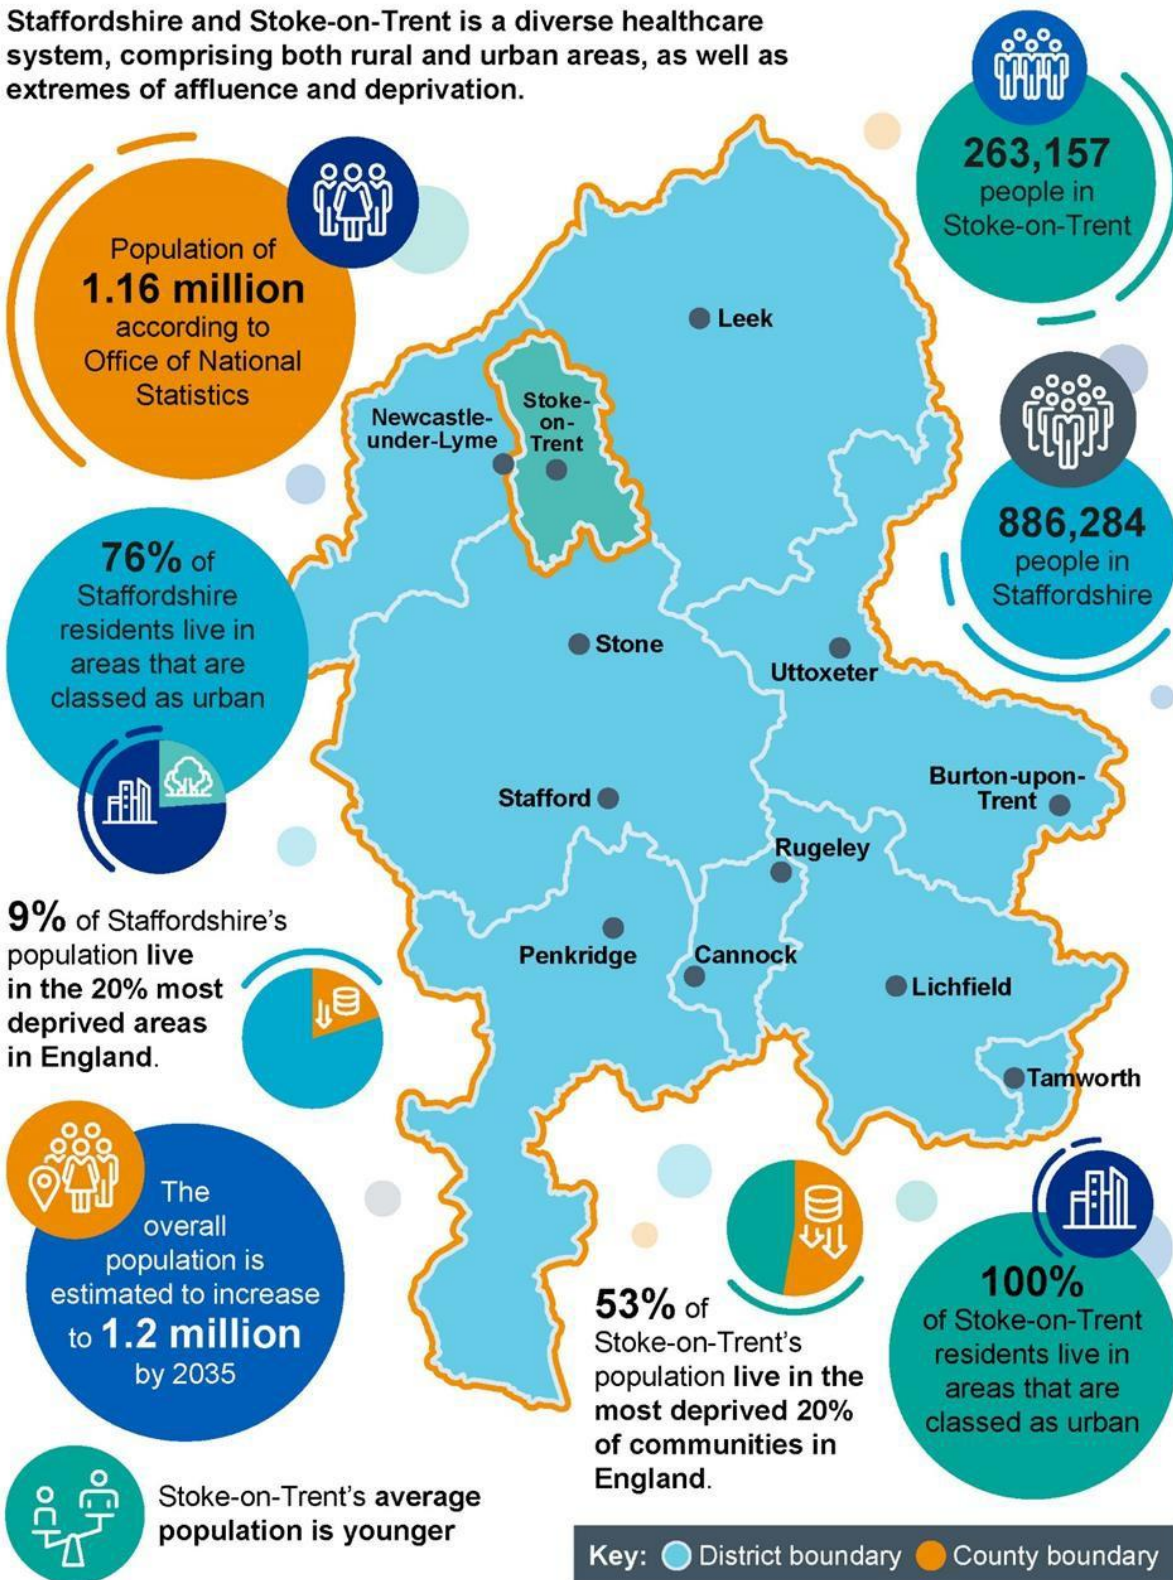 Staffordshire and Stoke-on-Trent is a diverse healthcare
system, comprising both rural and urban areas, as well as
extremes of affluence and deprivation.
263,157
people in
Stoke-on-Trent
Population of
1.16 million
according to
Office of National
Statistics
Leek
Newcastle-
under-Lyme
Stoke-
on-
Trent
886,284
people in
Staffordshire
76% of
Staffordshire
residents live in
areas that are
classed as urban
Stone
Uttoxeter
Stafford
Burton-upon-
Trent
Rugeley
9% of Staffordshire's
population live
in the 20% most
deprived areas
in England.
Penkridge
Cannock
Lichfield
Tamworth
The
overall
population is
estimated to increase
to 1.2 million
by 2035
53% of
Stoke-on-Trent's
population live in the
most deprived 20%
of communities in
England.
100%
of Stoke-on-Trent
residents live in
areas that are
classed as urban
Stoke-on-Trent's average
population is younger
Key: District boundary County boundary